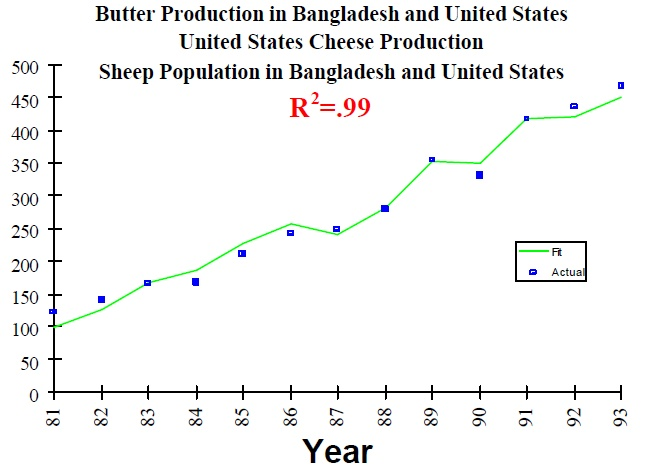 Butter Production in Bangladesh and United States
United States Cheese Production
Sheep Population in Bangladesh and United States
R²=.99
500
450
400
350
300
250
200
150
100
50
0
Fit
Actual
81 82 83 84 85 86 87 88 89 90 91 92 93
Year